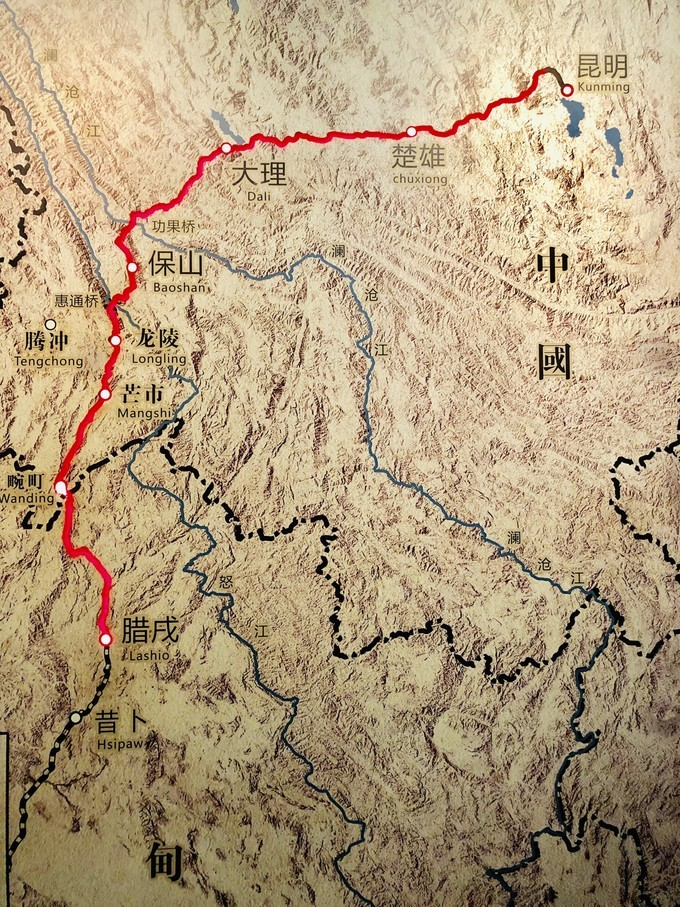 昆明
Kunming
澜
沧
江
楚雄
chuxiong
大理
Dali
功果桥
中
國
保山
Baoshan
澜
沧
江
惠通桥
腾冲
Tengchong
龙陵
Longling
芒市
Mangshi
畹町
Wanding
澜
沧
江
怒
江
腊戌
Lashio
昔卜
Hsipaw
甸